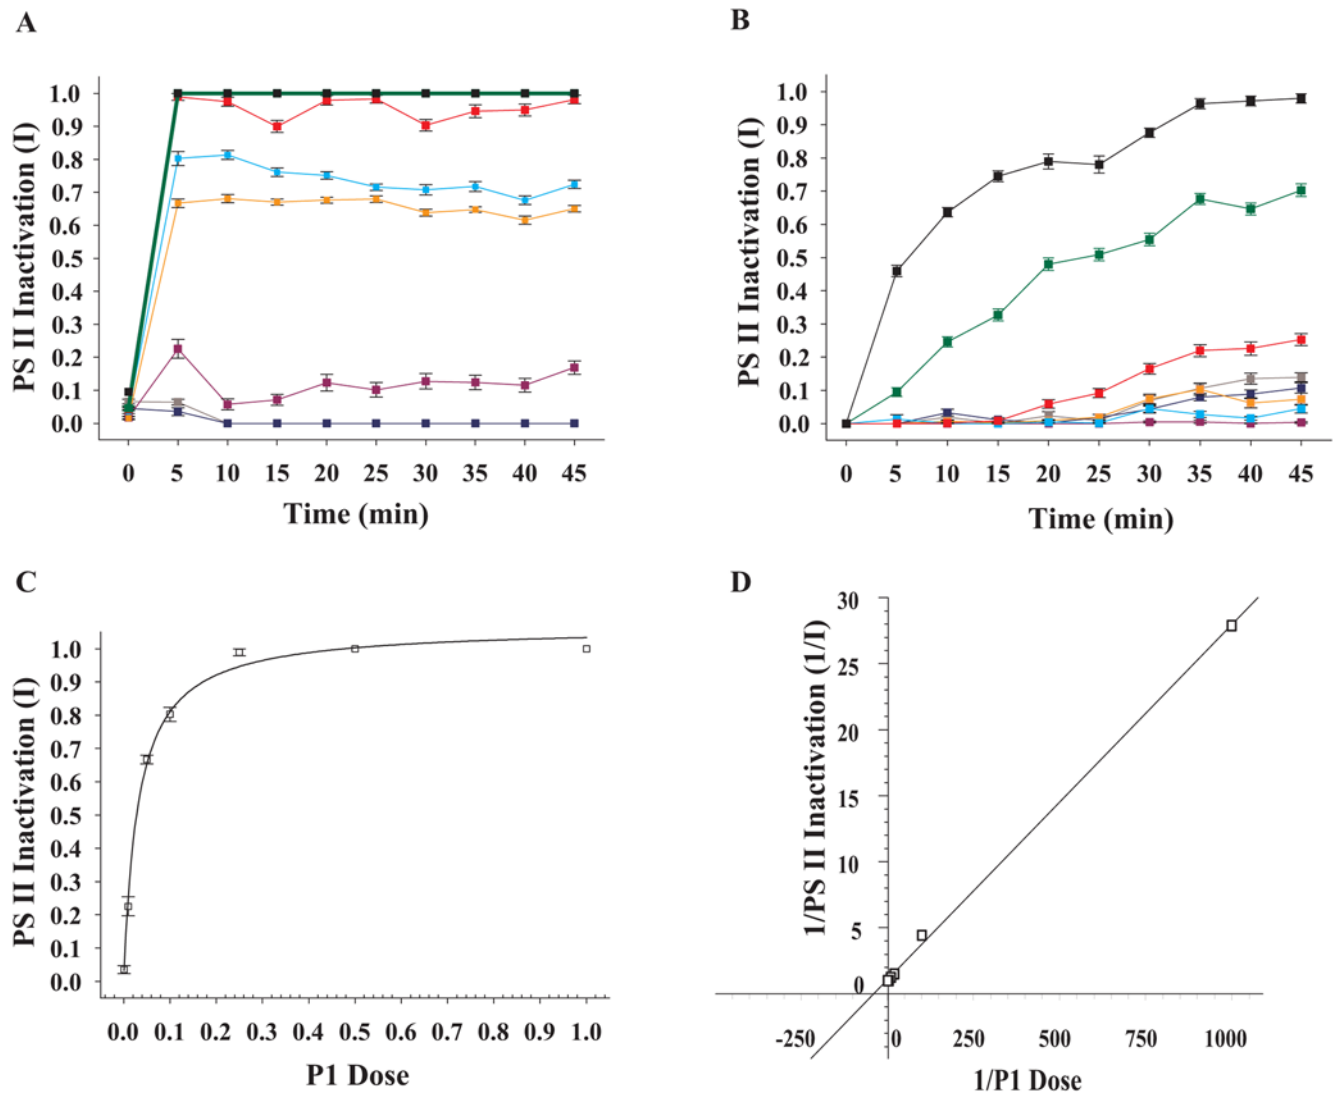 A
PS II Inactivation (I)
1.0
0.9
0.8
0.7
0.6
0.5
0.4
0.3
0.2
0.1
0.0
0 5 10 15 20 25 30 35 40 45
Time (min)
B
PS II Inactivation (I)
1.0
0.9
0.8
0.7
0.6
0.5
0.4
0.3
0.2
0.1
0.0
0 5 10 15 20 25 30 35 40 45
Time (min)
C
PS II Inactivation (I)
1.0
0.9
0.8
0.7
0.6
0.5
0.4
0.3
0.2
0.1
0.0
0.0 0.1 0.2 0.3 0.4 0.5 0.6 0.7 0.8 0.9 1.0
P1 Dose
D
1/PS II Inactivation (1/I)
30
25
20
15
10
5
0
-250 0 250 500 750 1000
1/P1 Dose